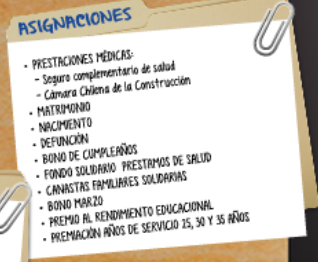 ASIGNACIONES
• PRESTACIONES MÉDICAS:
– Seguro complementario de salud
– Cámara Chilena de la Construcción
• MATRIMONIO
• NACIMIENTO
• DEFUNCIÓN
• BONO DE CUMPLEAÑOS
• FONDO SOLIDARIO PRESTAMOS DE SALUD
• CANASTAS FAMILIARES SOLIDARIAS
• BONO MARZO
• PREMIO AL RENDIMIENTO EDUCACIONAL
• PREMIACIÓN AÑOS DE SERVICIO 25, 30 Y 35 AÑOS